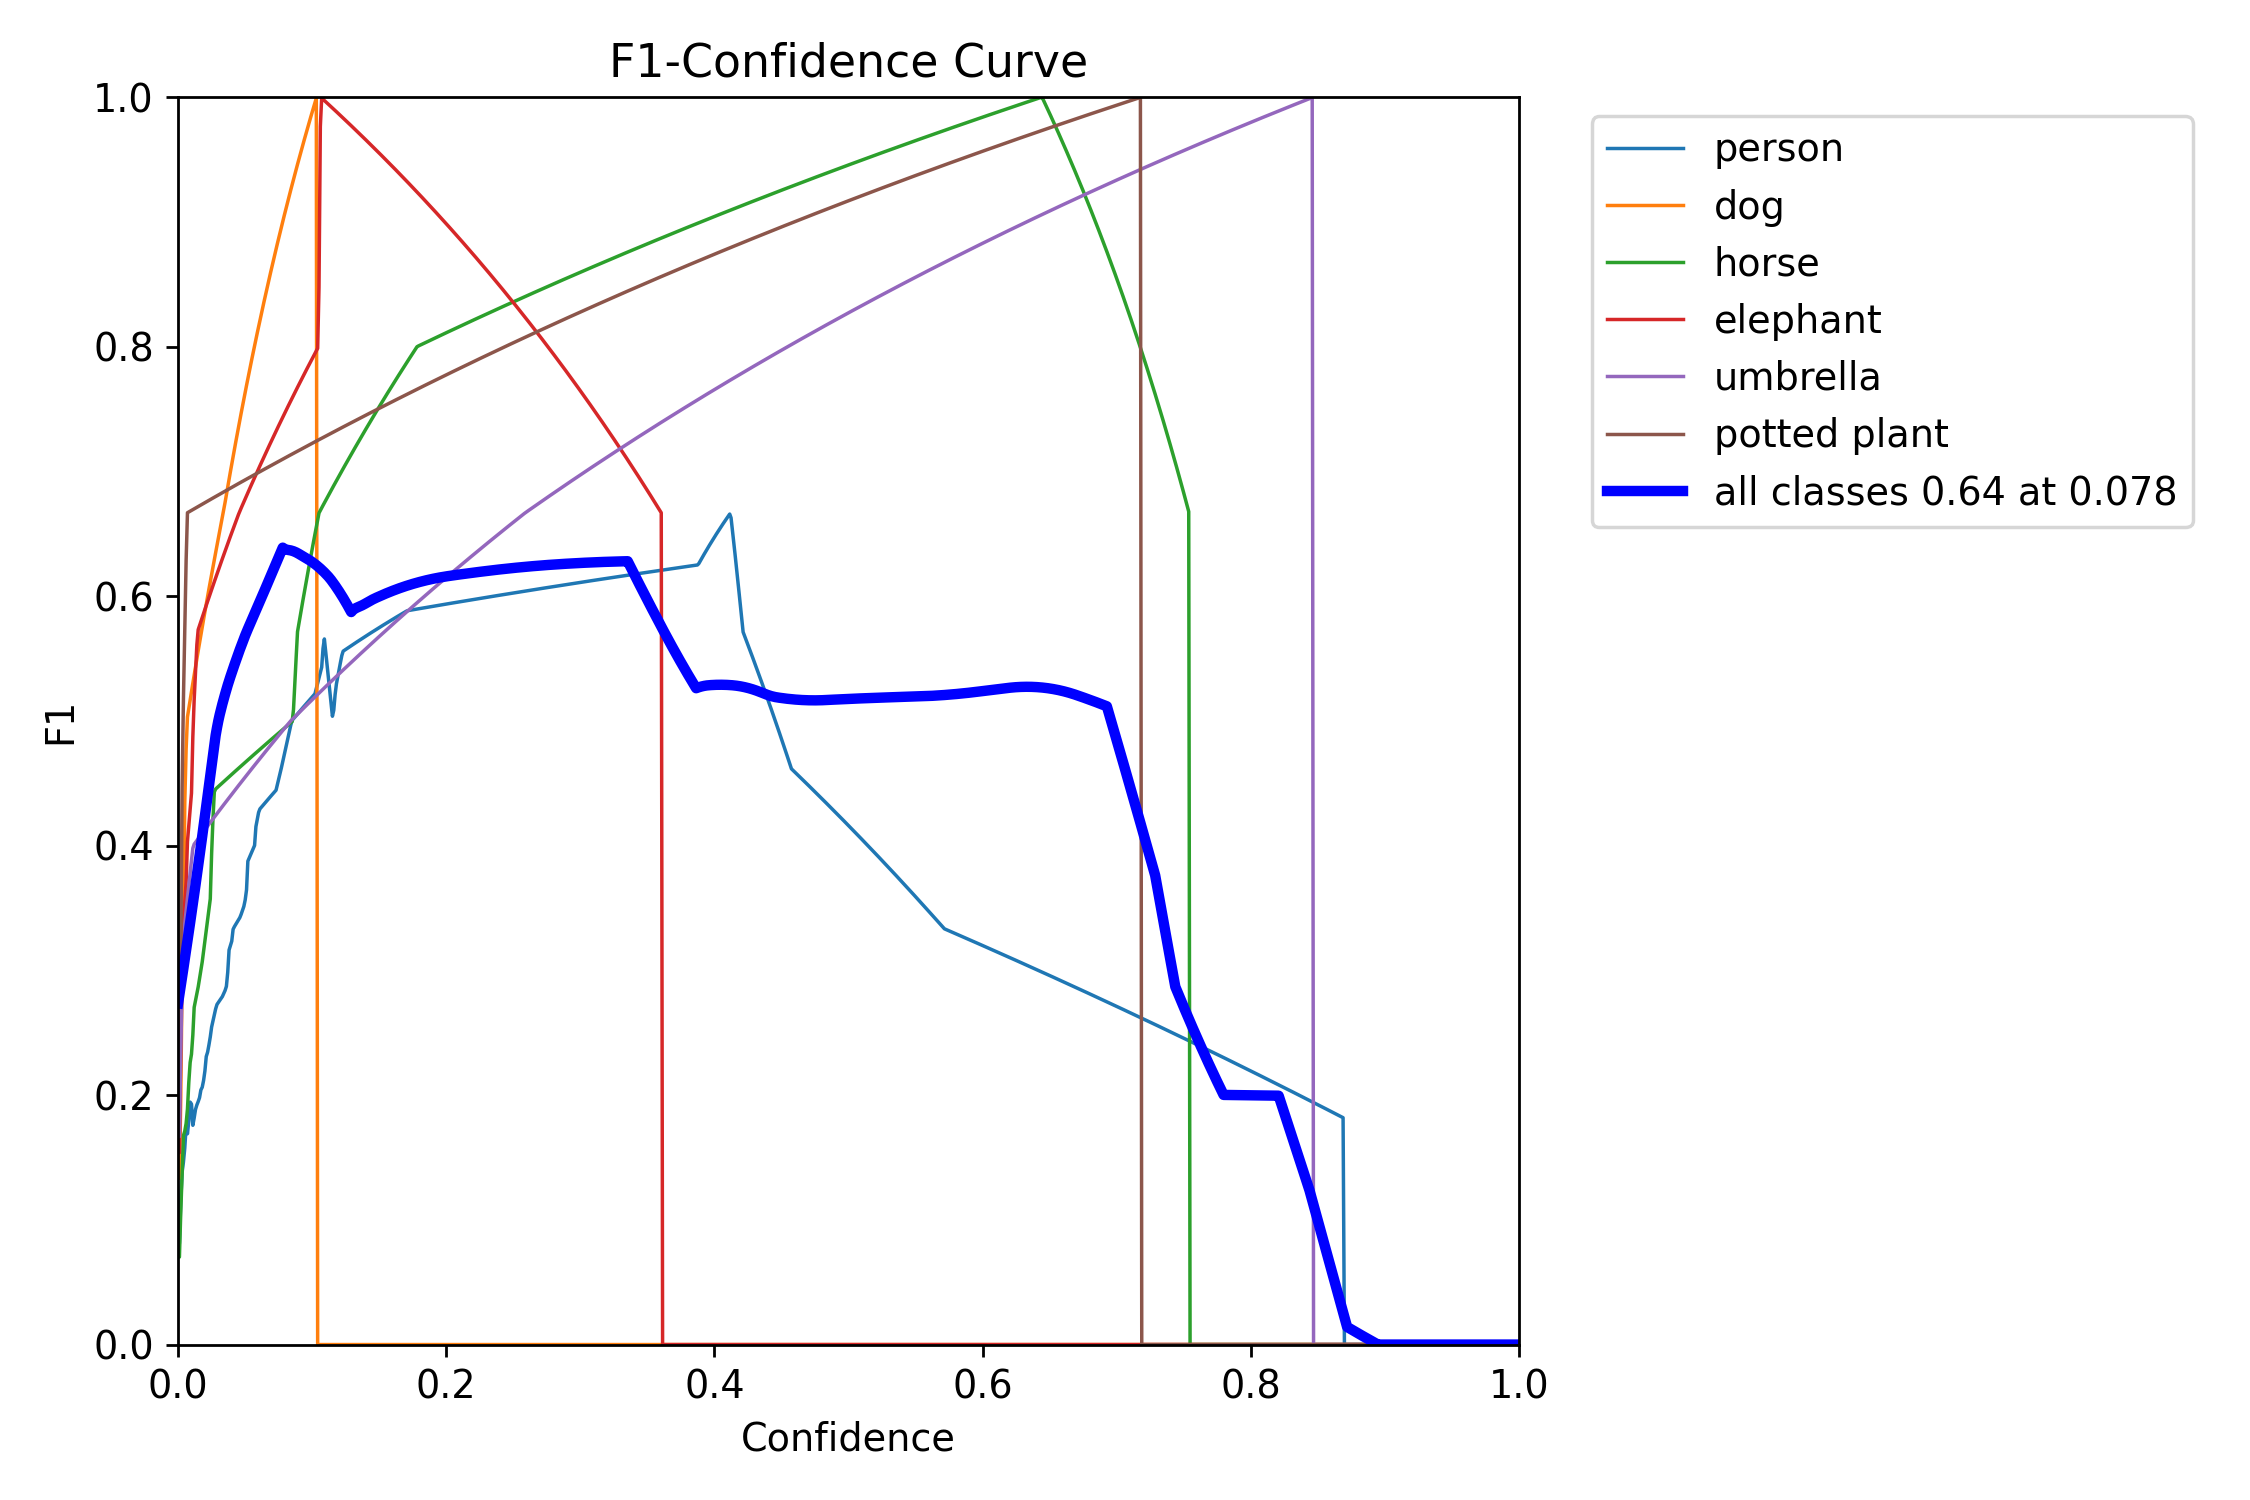 F1-Confidence Curve
1.0
0.8
0.6
0.4
0.2
0.0
F1
0.0 0.2 0.4 0.6 0.8 1.0
Confidence
person
dog
horse
elephant
umbrella
potted plant
all classes 0.64 at 0.078